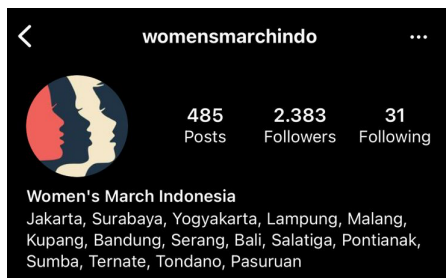 womensmarchindo
485 2.383 31
Posts Followers Following
Women's March Indonesia
Jakarta, Surabaya, Yogyakarta, Lampung, Malang,
Kupang, Bandung, Serang, Bali, Salatiga, Pontianak,
Sumba, Ternate, Tondano, Pasuruan